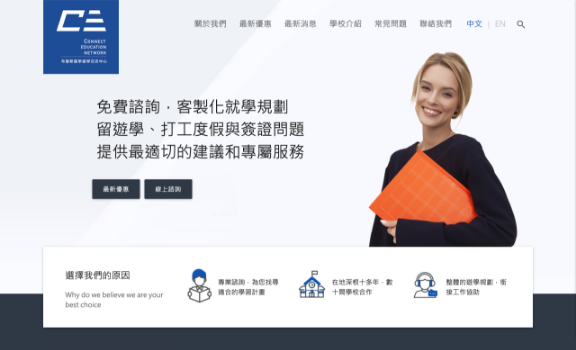 CE
CONNECT
EDUCATION
NETWORK
關於我們
最新優惠
最新消息
學校介紹
常見問題
聯絡我們
中文 | EN
免費諮詢，客製化就學規劃
留遊學、打工度假與簽證問題
提供最適切的建議和專屬服務
最新優惠
線上諮詢
選擇我們的原因
Why do we believe we are your
best choice
專業諮詢，為您找尋
適合的學習計劃
在地深根十多年，數
十間學校合作
整體的遊學規劃，銜
接工作協助